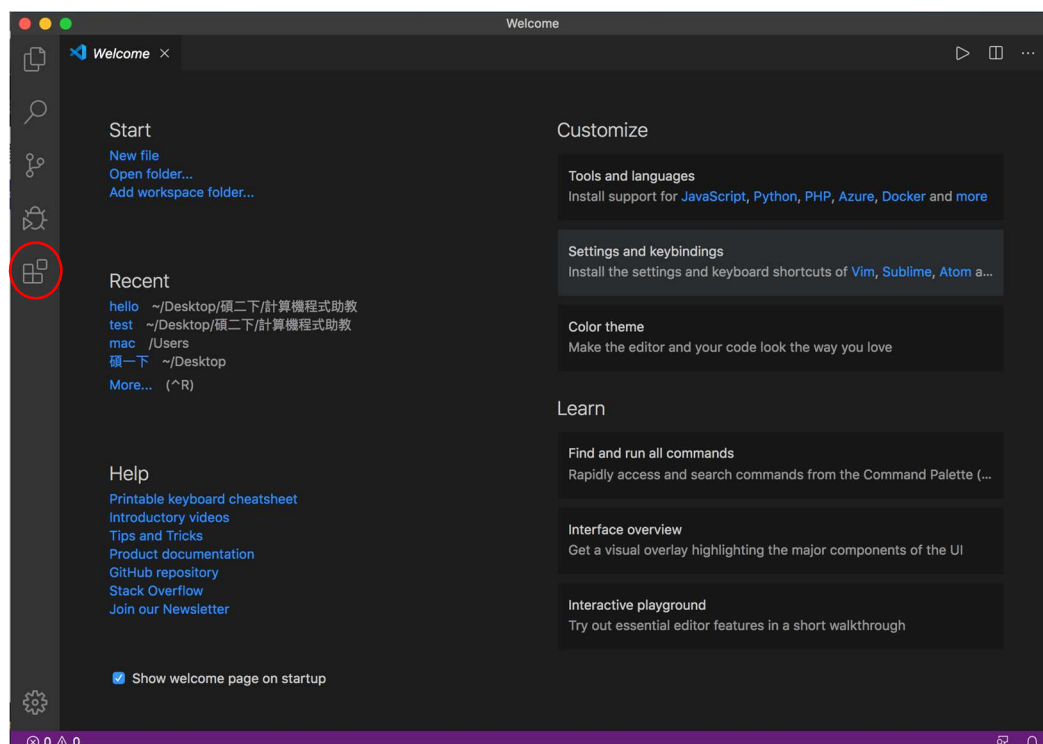 Welcome
Welcome
Start
New file
Open folder...
Add workspace folder...
Recent
hello ~/Desktop/碩二下/計算機程式助教
test ~/Desktop/碩二下/計算機程式助教
mac /Users
碩一下 ~/Desktop
More... (^R)
Help
Printable keyboard cheatsheet
Introductory videos
Tips and Tricks
Product documentation
GitHub repository
Stack Overflow
Join our Newsletter
Show welcome page on startup
Customize
Tools and languages
Install support for JavaScript, Python, PHP, Azure, Docker and more
Settings and keybindings
Install the settings and keyboard shortcuts of Vim, Sublime, Atom a...
Color theme
Make the editor and your code look the way you love
Learn
Find and run all commands
Rapidly access and search commands from the Command Palette (...
Interface overview
Get a visual overlay highlighting the major components of the UI
Interactive playground
Try out essential editor features in a short walkthrough
0 0